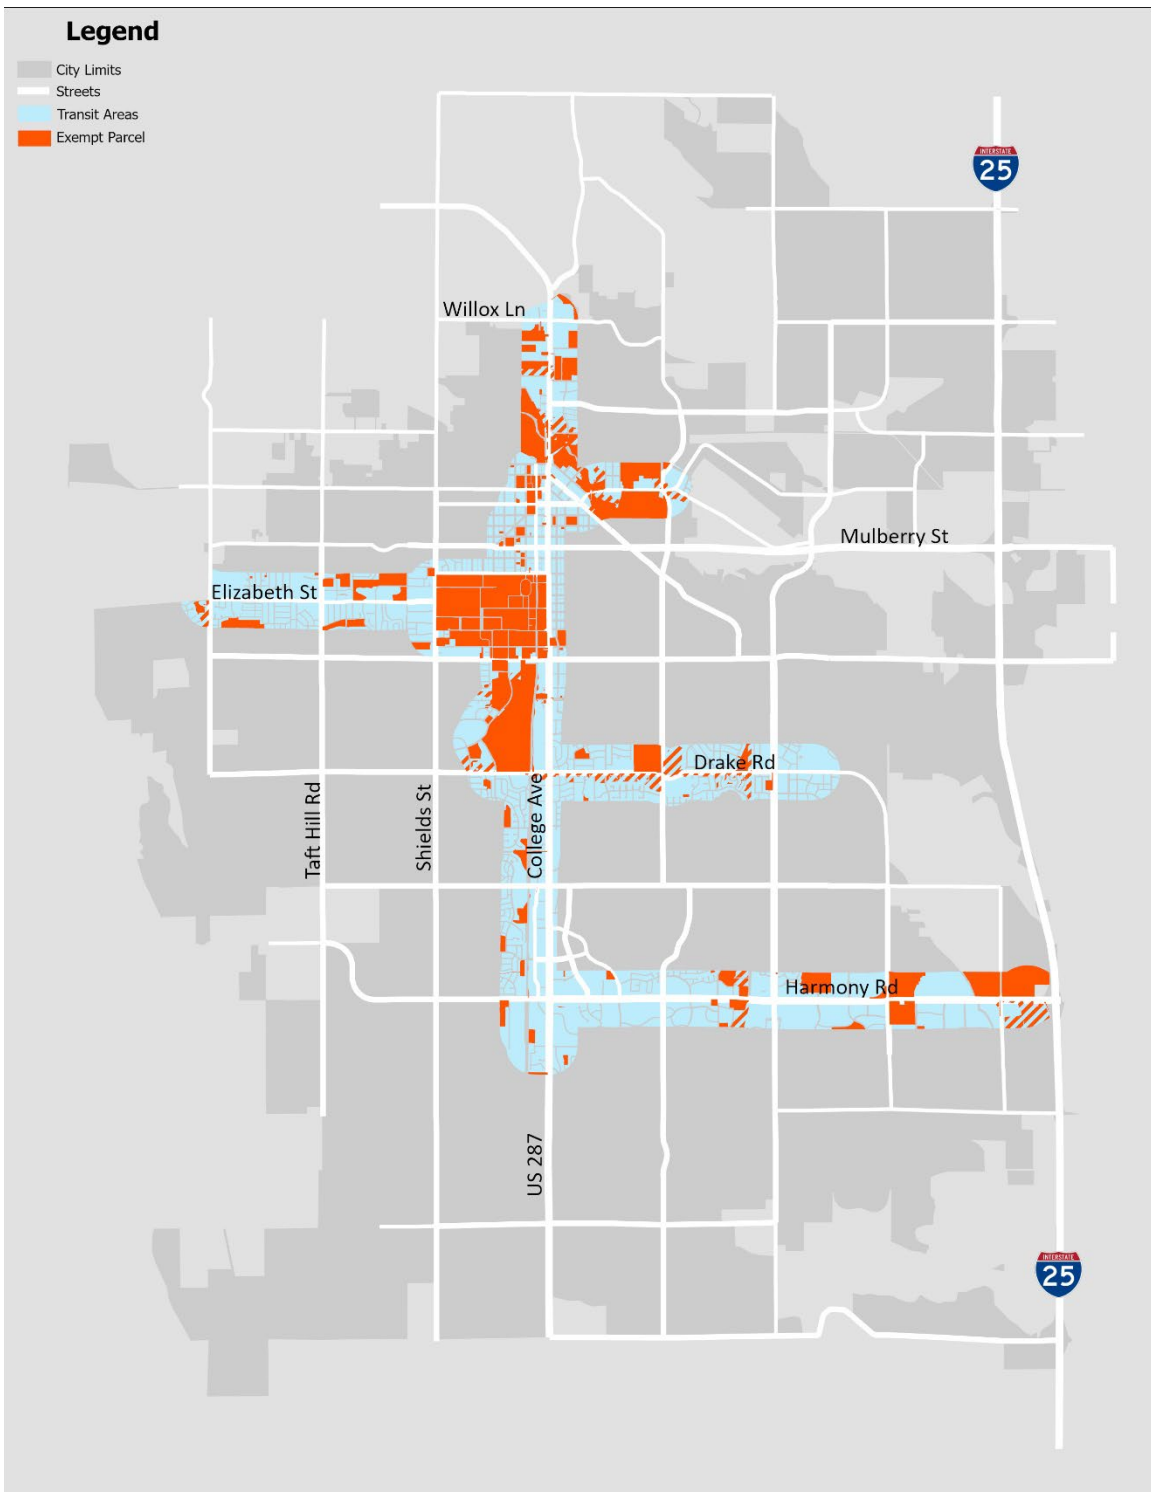 Legend
City Limits
Streets
Transit Areas
Exempt Parcel
INTERSTATE
25
Willox Ln
Mulberry St
Elizabeth St
Drake Rd
Taft Hill Rd
Shields St
College Ave
Harmony Rd
US 287
INTERSTATE
25